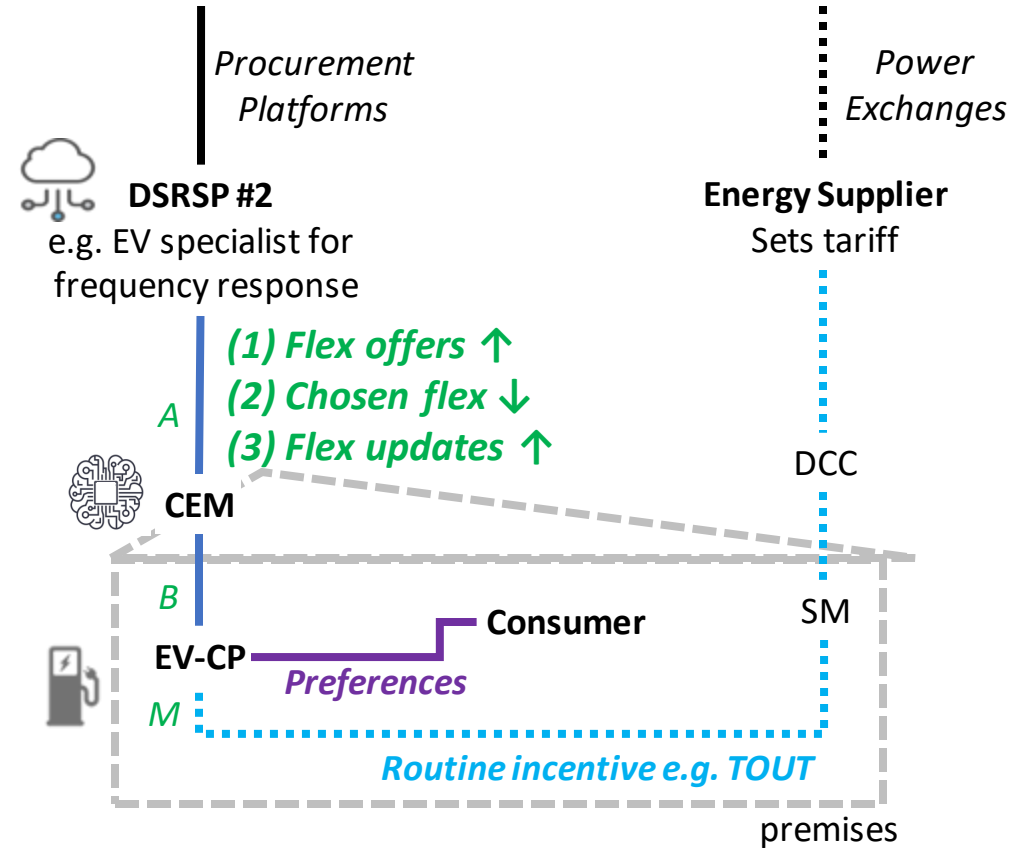 Procurement
Platforms
Power
Exchanges
DSRSP #2
e.g. EV specialist for
frequency response
Energy Supplier
Sets tariff
(1) Flex offers ↑
(2) Chosen flex ↓
(3) Flex updates ↑
A
DCC
CEM
B
Consumer
SM
EV-CP
Preferences
M
Routine incentive e.g. TOUT
premises